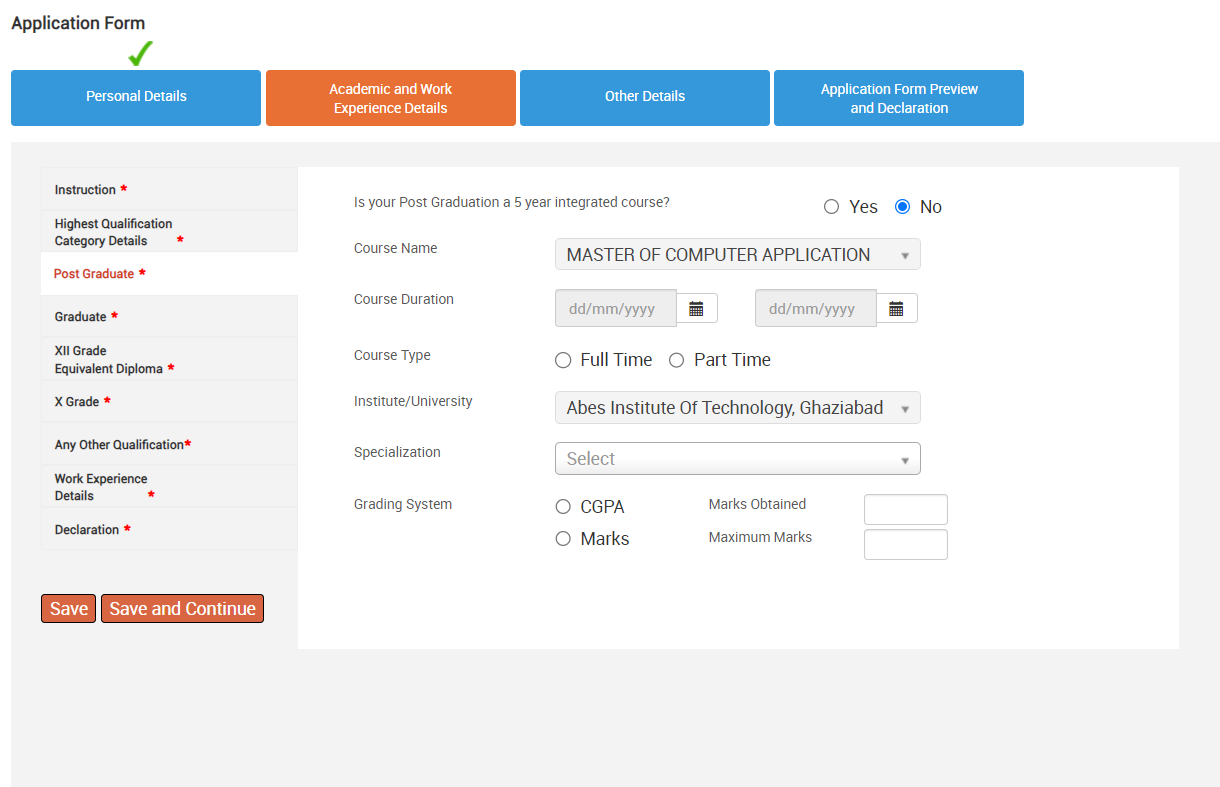 Application Form
Personal Details
Academic and Work
Experience Details
Other Details
Application Form Preview
and Declaration
Instruction *
Highest Qualification
Category Details *
Post Graduate *
Graduate *
XII Grade
Equivalent Diploma *
X Grade *
Any Other Qualification*
Work Experience
Details *
Declaration *
Save
Save and Continue
Is your Post Graduation a 5 year integrated course?
Yes
No
Course Name
MASTER OF COMPUTER APPLICATION
Course Duration
dd/mm/yyyy
dd/mm/yyyy
Course Type
Full Time
Part Time
Institute/University
Abes Institute Of Technology, Ghaziabad
Specialization
Select
Grading System
CGPA
Marks Obtained
Marks
Maximum Marks